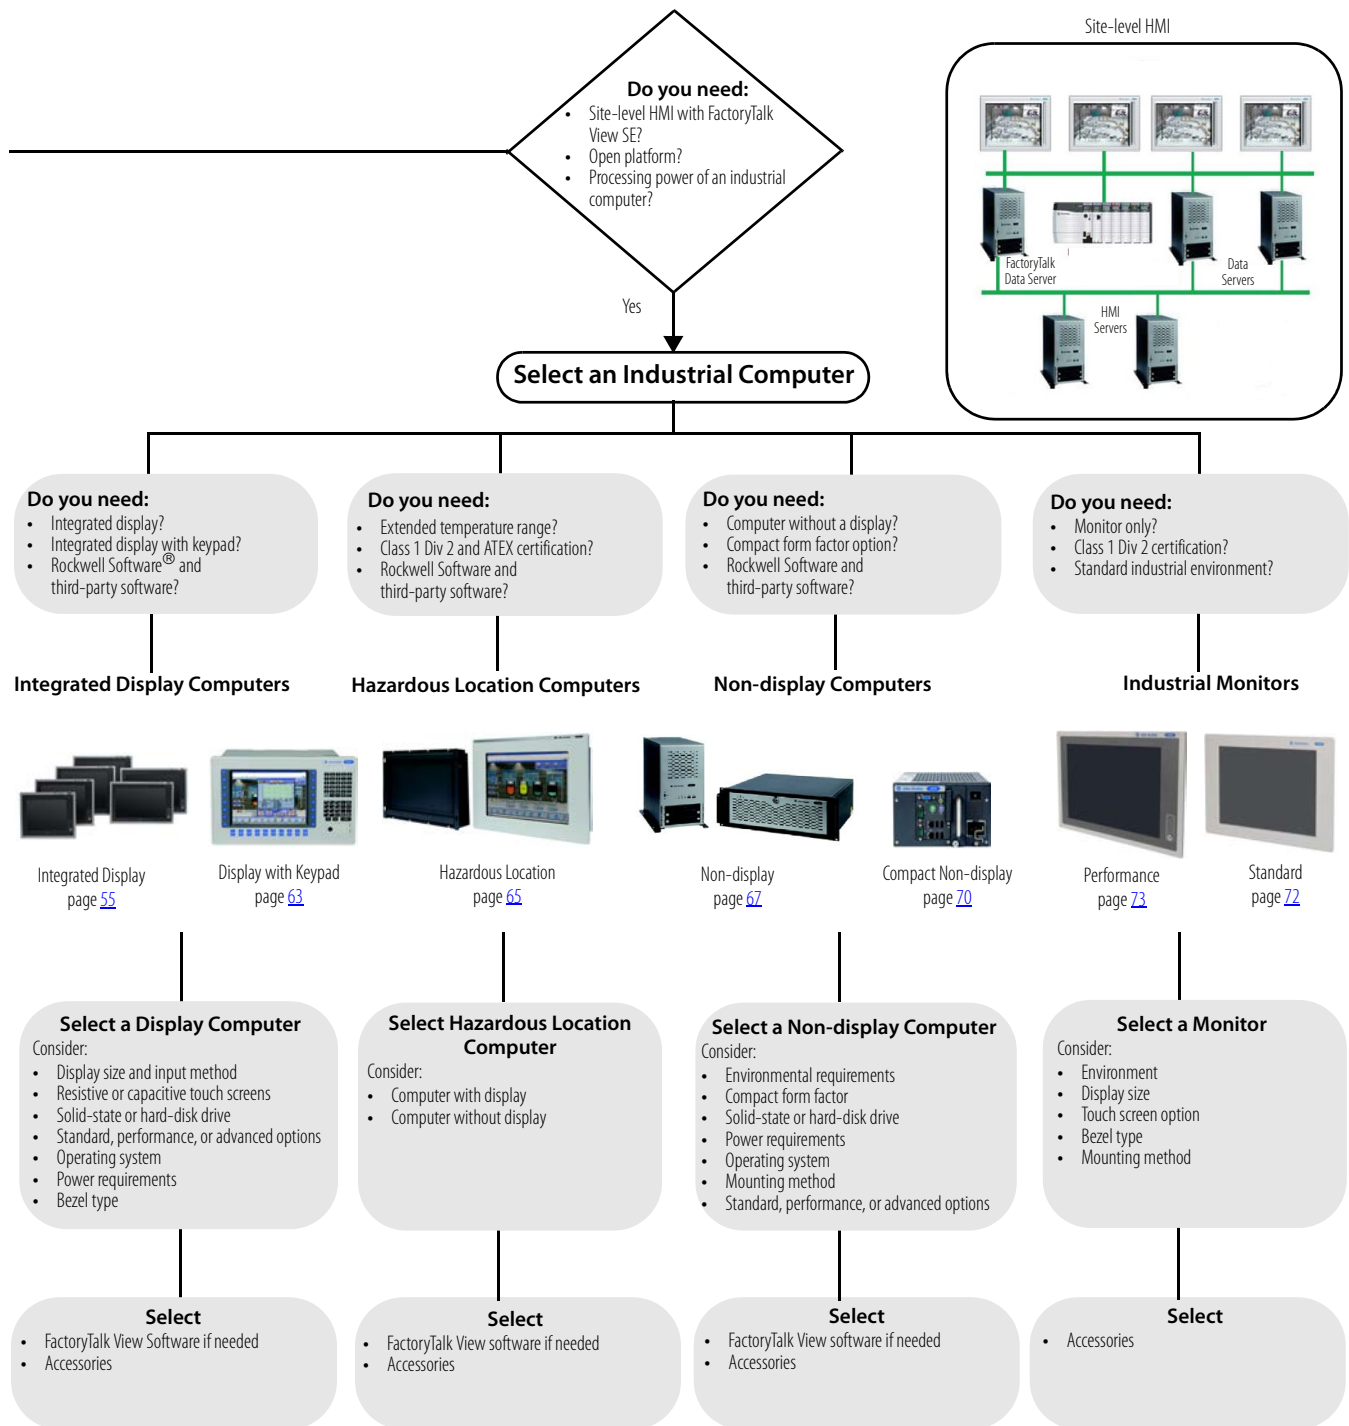 Site-level HMI
Do you need:
• Site-level HMI with FactoryTalk
View SE?
• Open platform?
• Processing power of an industrial
computer?
FactoryTalk
Data Server
Data
Servers
HMI
Servers
Yes
Select an Industrial Computer
Do you need:
• Integrated display?
• Integrated display with keypad?
• Rockwell Software® and
third-party software?
Do you need:
• Extended temperature range?
• Class 1 Div 2 and ATEX certification?
• Rockwell Software and
third-party software?
Do you need:
• Computer without a display?
• Compact form factor option?
• Rockwell Software and
third-party software?
Do you need:
• Monitor only?
• Class 1 Div 2 certification?
• Standard industrial environment?
Integrated Display Computers
Hazardous Location Computers
Non-display Computers
Industrial Monitors
Integrated Display
page 55
Display with Keypad
page 63
Hazardous Location
page 65
Non-display
page 67
Compact Non-display
page 70
Performance
page 73
Standard
page 72
Select a Display Computer
Consider:
• Display size and input method
• Resistive or capacitive touch screens
• Solid-state or hard-disk drive
• Standard, performance, or advanced options
• Operating system
• Power requirements
• Bezel type
Select Hazardous Location
Computer
Consider:
• Computer with display
• Computer without display
Select a Non-display Computer
Consider:
• Environmental requirements
• Compact form factor
• Solid-state or hard-disk drive
• Power requirements
• Operating system
• Mounting method
• Standard, performance, or advanced options
Select a Monitor
Consider:
• Environment
• Display size
• Touch screen option
• Bezel type
• Mounting method
Select
• FactoryTalk View Software if needed
• Accessories
Select
• FactoryTalk View software if needed
• Accessories
Select
• FactoryTalk View software if needed
• Accessories
Select
• Accessories